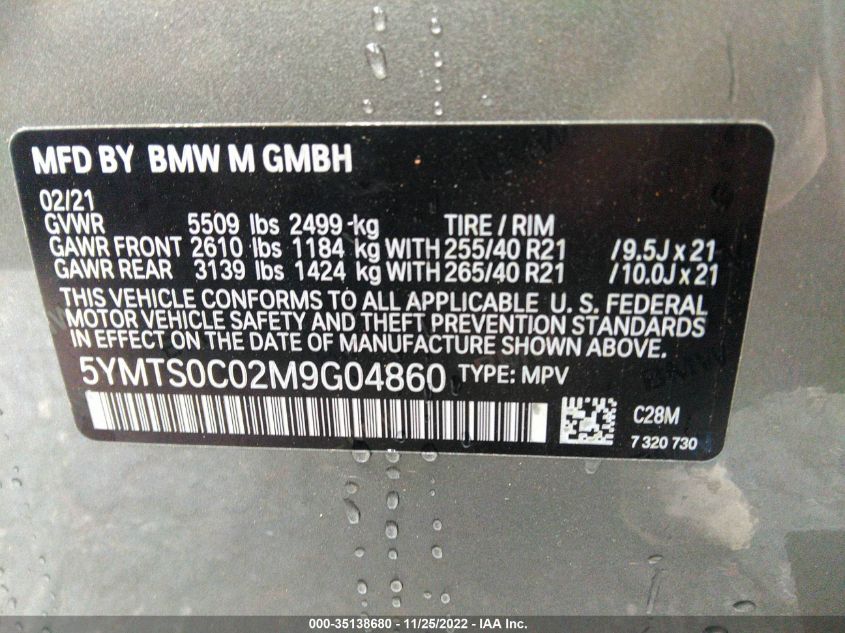 MFD BY BMW M GMBH
02/21
GVWR 5509 lbs 2499 kg TIRE / RIM
GAWR FRONT 2610 lbs 1184 kg WITH 255/40 R21 /9.5J x 21
GAWR REAR 3139 lbs 1424 kg WITH 265/40 R21 /10.0J x 21
THIS VEHICLE CONFORMS TO ALL APPLICABLE U. S. FEDERAL
MOTOR VEHICLE SAFETY AND THEFT PREVENTION STANDARDS
IN EFFECT ON THE DATE OF MANUFACTURE SHOWN ABOVE.
5YMTS0C02M9G04860 TYPE: MPV
C28M
7 320 730
000-35138680 - 11/25/2022 - IAA Inc.